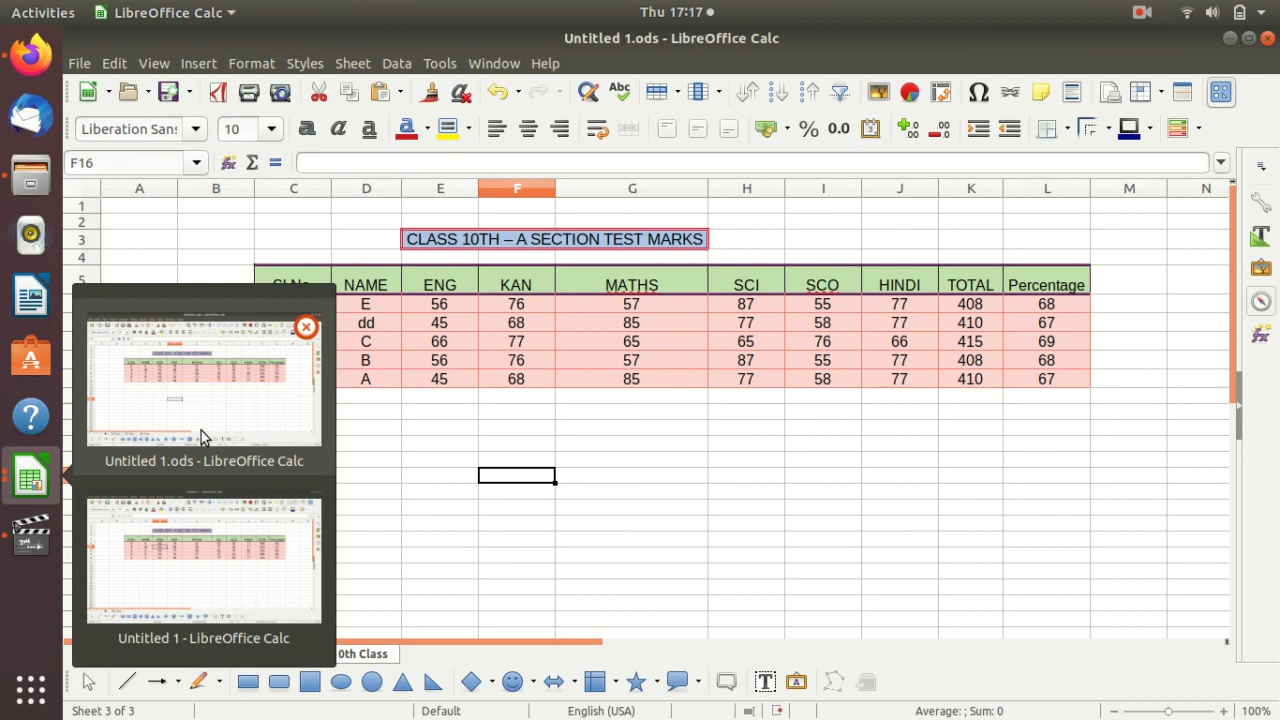 Activities LibreOffice Calc Thu 17:17
Untitled 1.ods - LibreOffice Calc
File Edit View Insert Format Styles Sheet Data Tools Window Help
Liberation Sans 10
F16
A B C D E F G H I J K L M N
1
2
3 CLASS 10TH – A SECTION TEST MARKS
4
5 NAME ENG KAN MATHS SCI SCO HINDI TOTAL Percentage
E 56 76 57 87 55 77 408 68
dd 45 68 85 77 58 77 410 67
C 66 77 65 65 76 66 415 69
B 56 76 57 87 55 77 408 68
A 45 68 85 77 58 77 410 67
Untitled 1.ods - LibreOffice Calc
Untitled 1 - LibreOffice Calc
0th Class
Sheet 3 of 3 Default English (USA) Average: ; Sum: 0 100%